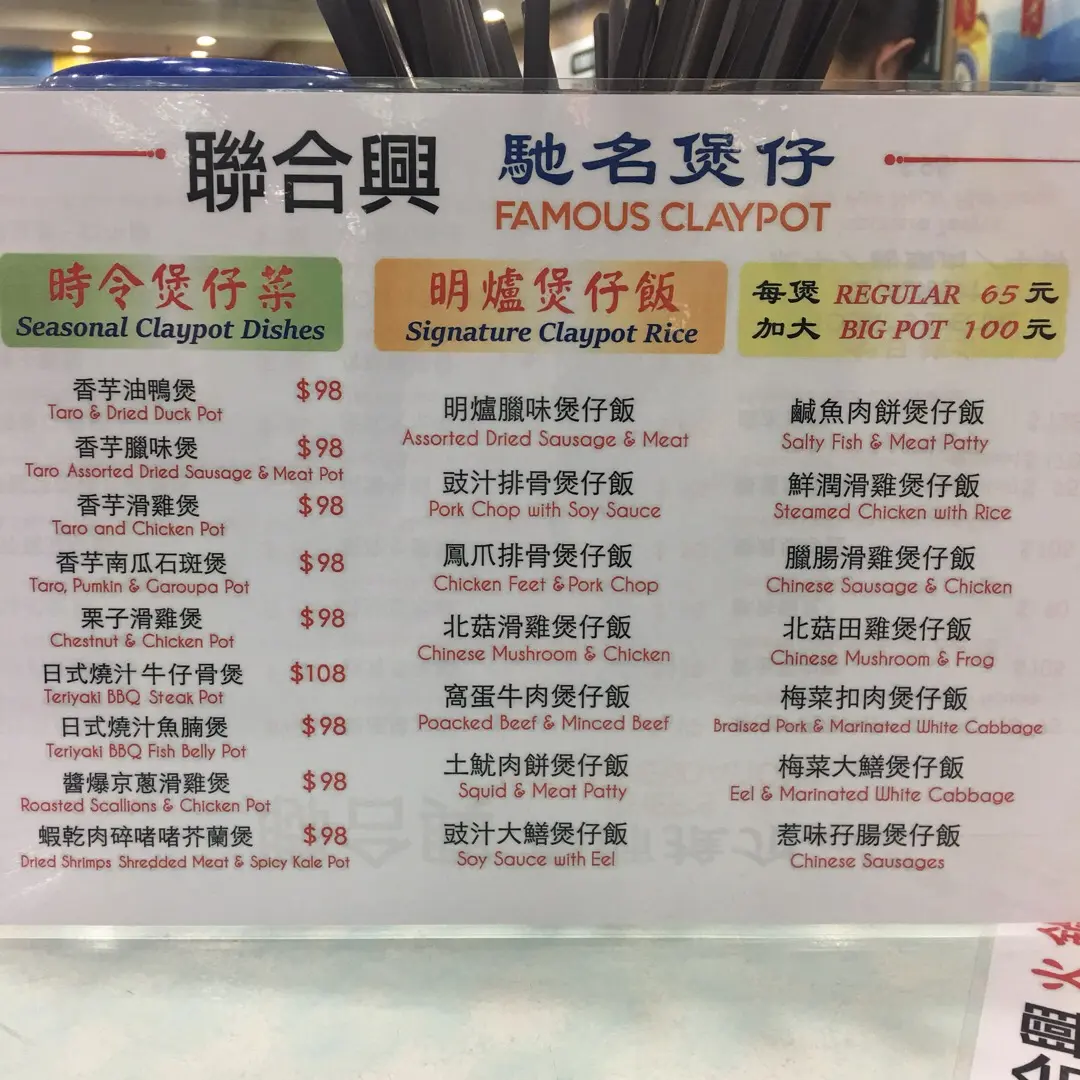 聯合興 馳名煲仔
FAMOUS CLAYPOT
時令煲仔菜
Seasonal Claypot Dishes
香芋油鴨煲 $98
Taro & Dried Duck Pot
香芋臘味煲 $98
Taro Assorted Dried Sausage & Meat Pot
香芋滑雞煲 $98
Taro and Chicken Pot
香芋南瓜石斑煲 $98
Taro, Pumkin & Garoupa Pot
栗子滑雞煲 $98
Chestnut & Chicken Pot
日式燒汁牛仔骨煲 $108
Teriyaki BBQ Steak Pot
日式燒汁魚腩煲 $98
Teriyaki BBQ Fish Belly Pot
醬爆京蔥滑雞煲 $98
Roasted Scallions & Chicken Pot
蝦乾肉碎啫啫芥蘭煲 $98
Dried Shrimps Shredded Meat & Spicy Kale Pot
明爐煲仔飯
Signature Claypot Rice
每煲 REGULAR 65元
加大 BIG POT 100元
明爐臘味煲仔飯
Assorted Dried Sausage & Meat
豉汁排骨煲仔飯
Pork Chop with Soy Sauce
鳳爪排骨煲仔飯
Chicken Feet & Pork Chop
北菇滑雞煲仔飯
Chinese Mushroom & Chicken
窩蛋牛肉煲仔飯
Poacked Beef & Minced Beef
土魷肉餅煲仔飯
Squid & Meat Patty
豉汁大鱔煲仔飯
Soy Sauce with Eel
鹹魚肉餅煲仔飯
Salty Fish & Meat Patty
鮮潤滑雞煲仔飯
Steamed Chicken with Rice
臘腸滑雞煲仔飯
Chinese Sausage & Chicken
北菇田雞煲仔飯
Chinese Mushroom & Frog
梅菜扣肉煲仔飯
Braised Pork & Marinated White Cabbage
梅菜大鱔煲仔飯
Eel & Marinated White Cabbage
惹味孖腸煲仔飯
Chinese Sausages
合興
火